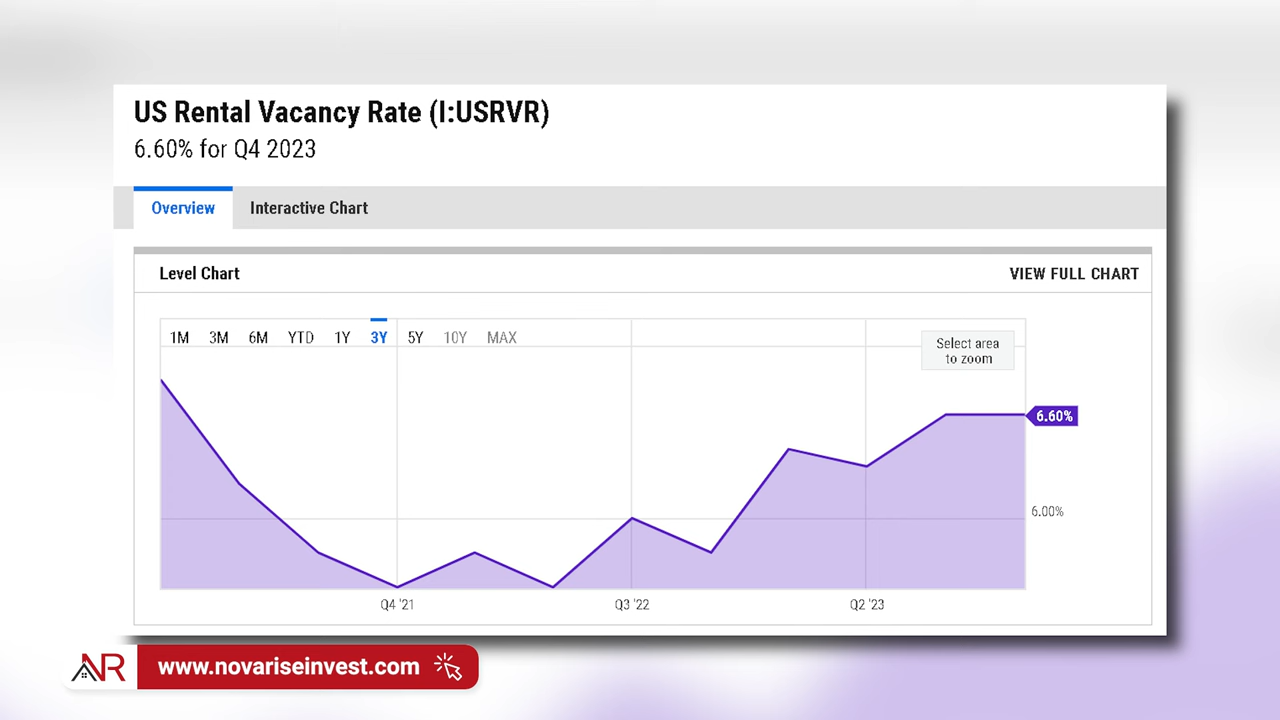 US Rental Vacancy Rate (I:USRVR)
6.60% for Q4 2023
Overview Interactive Chart
Level Chart VIEW FULL CHART
1M 3M 6M YTD 1Y 3Y 5Y 10Y MAX
Select area
to zoom
6.60%
6.00%
Q4 '21 Q3 '22 Q2 '23
NR www.novariseinvest.com